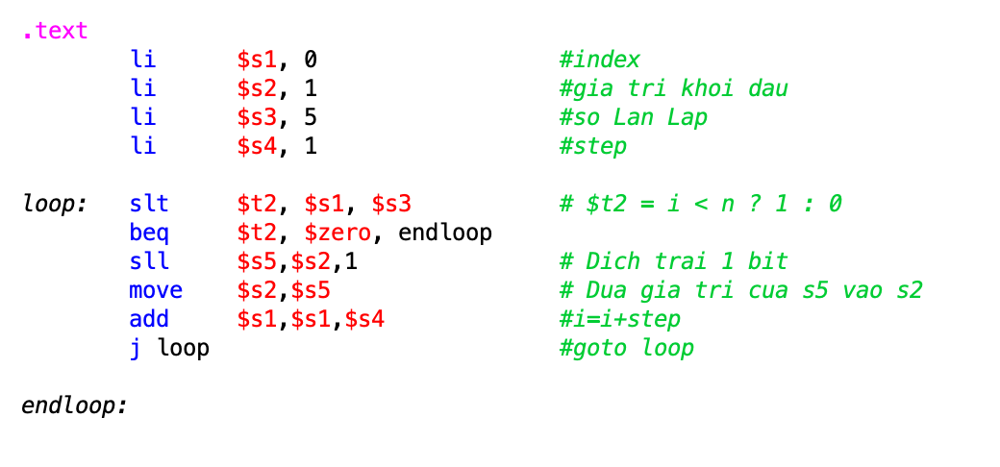 .text
li $s1, 0 #index
li $s2, 1 #gia tri khoi dau
li $s3, 5 #so Lan Lap
li $s4, 1 #step
loop: slt $t2, $s1, $s3 # $t2 = i < n ? 1 : 0
beq $t2, $zero, endloop
sll $s5,$s2,1 # Dich trai 1 bit
move $s2,$s5 # Dua gia tri cua s5 vao s2
add $s1,$s1,$s4 #i=i+step
j loop #goto loop
endloop: